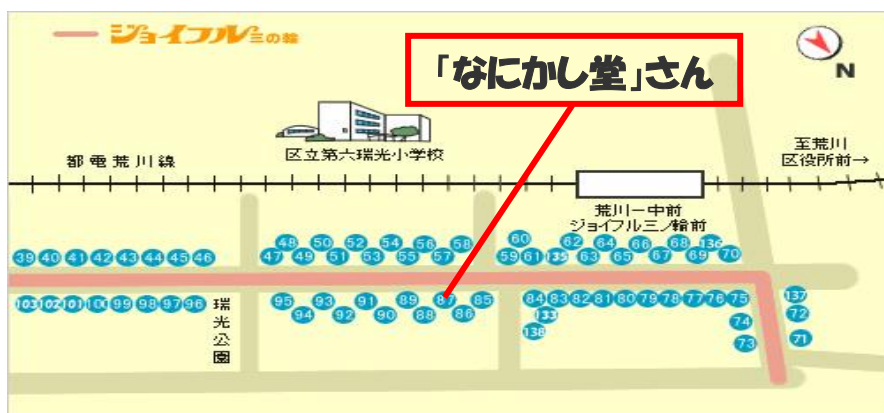 ジョイフル三の輪
「なにかし堂」さん
N
区立第六瑞光小学校
都電荒川線
至荒川
区役所前→
荒川一中前
ジョイフル三ノ輪前
48 50 52 54 56 58 60 62 64 66 68 136
39 40 41 42 43 44 45 46 47 49 51 53 55 57 59 61 135 63 65 67 69 70
103 102 101 100 99 98 97 96
瑞光公園
95 93 91 89 87 85
94 92 90 88 86
84 83 82 81 80 79 78 77 76 75
133
138
74
73
137
72
71